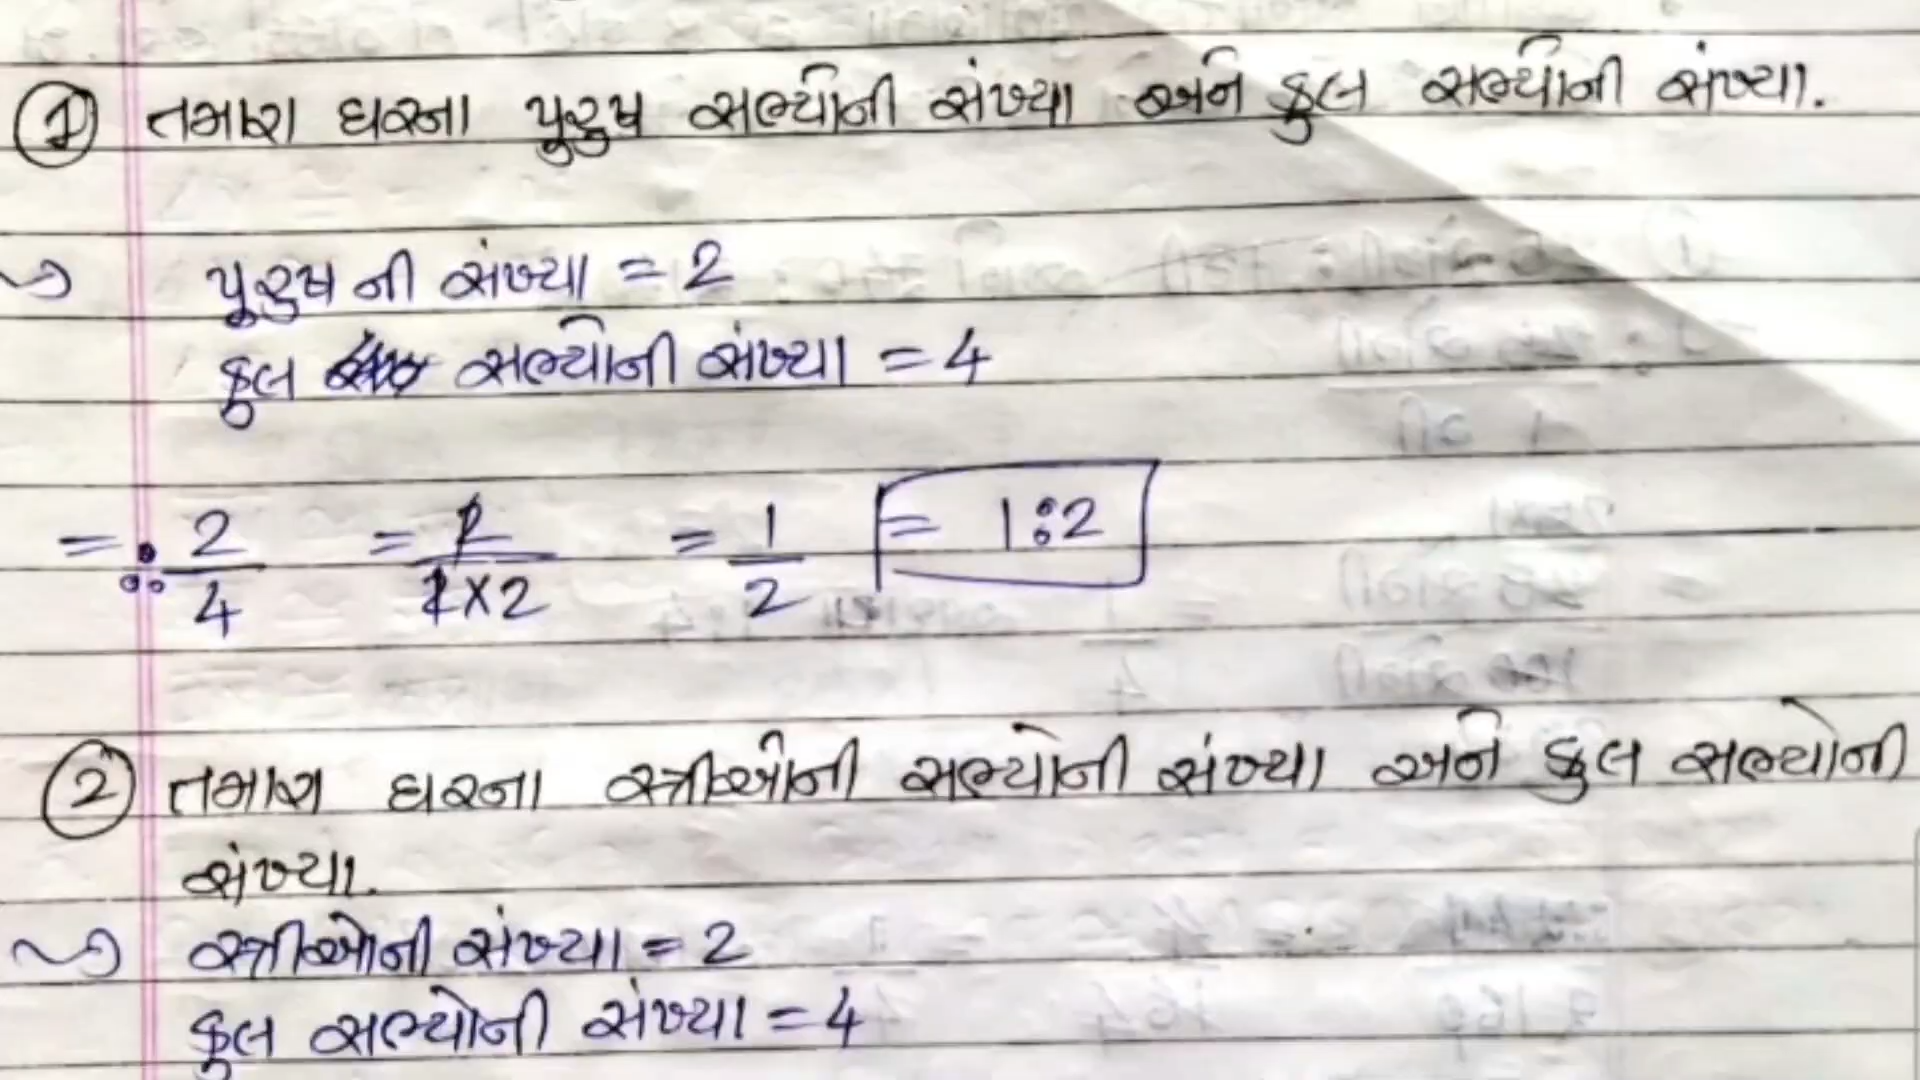 ① તમારા ઘરના પુરુષ સભ્યોની સંખ્યા અને કુલ સભ્યોની સંખ્યા.
પુરુષ ની સંખ્યા = 2
કુલ સભ્યોની સંખ્યા = 4
= ∴ 2/4 = 2/2×2 = 1/2 = 1:2
② તમારા ઘરના સ્ત્રીઓની સભ્યોની સંખ્યા અને કુલ સભ્યોની
સંખ્યા.
સ્ત્રીઓની સંખ્યા = 2
કુલ સભ્યોની સંખ્યા = 4